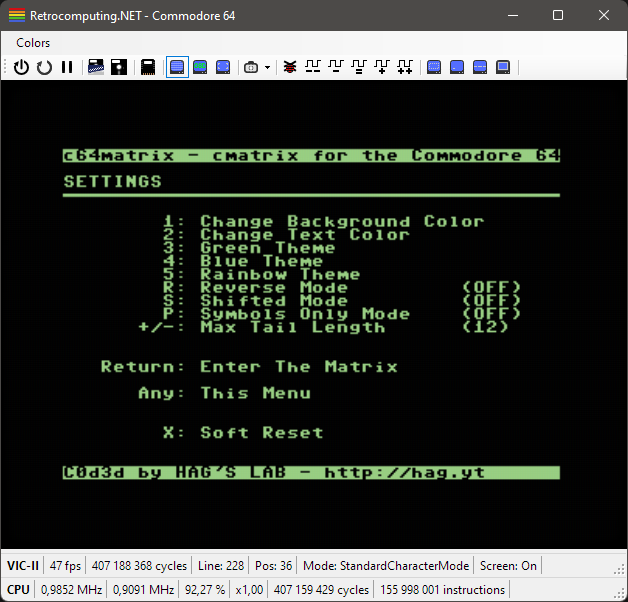 Retrocomputing.NET - Commodore 64
Colors
c64matrix - cmatrix for the Commodore 64
SETTINGS
1: Change Background Color
2: Change Text Color
3: Green Theme
4: Blue Theme
5: Rainbow Theme
R: Reverse Mode (OFF)
S: Shifted Mode (OFF)
P: Symbols Only Mode (OFF)
+/-: Max Tail Length (12)
Return: Enter The Matrix
Any: This Menu
X: Soft Reset
C0d3d by HAG'S LAB - http://hag.yt
VIC-II 47 fps 407 188 368 cycles Line: 228 Pos: 36 Mode: StandardCharacterMode Screen: On
CPU 0,9852 MHz 0,9091 MHz 92,27 % x1,00 407 159 429 cycles 155 998 001 instructions